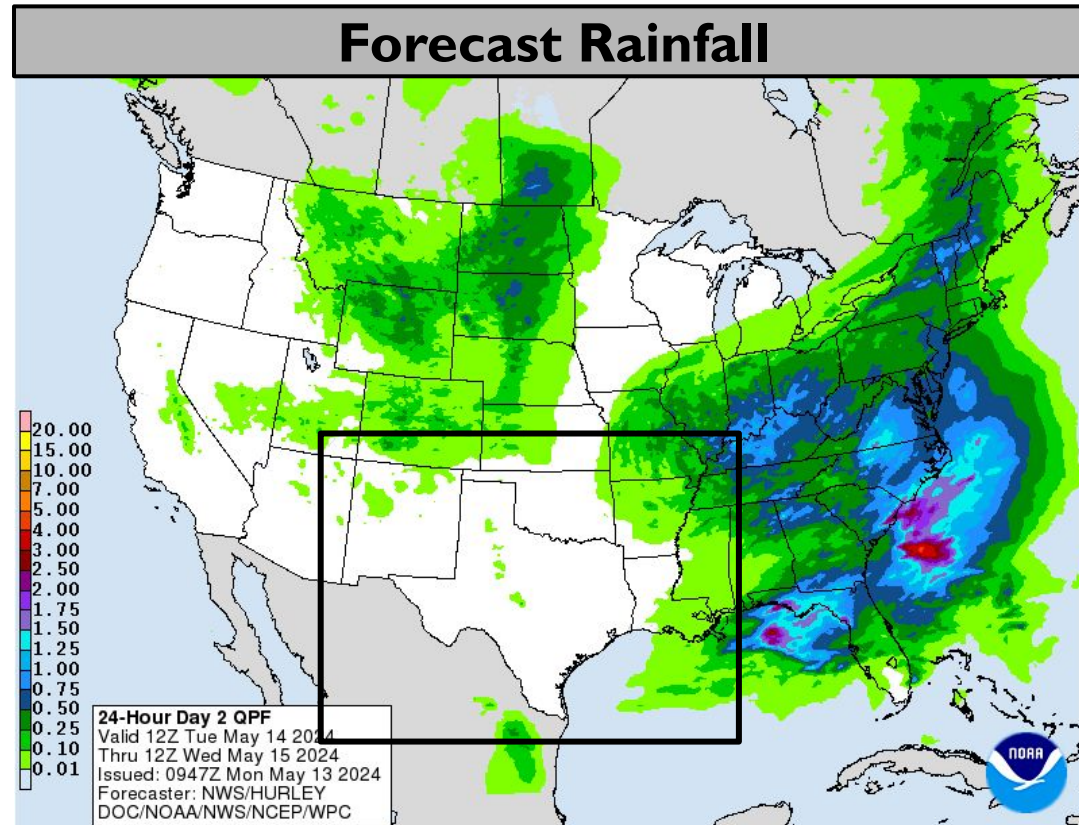 Forecast Rainfall
20.00
15.00
10.00
7.00
5.00
4.00
3.00
2.50
2.00
1.75
1.50
1.25
1.00
0.75
0.50
0.25
0.10
0.01
24-Hour Day 2 QPF
Valid 12Z Tue May 14 2024
Thru 12Z Wed May 15 2024
Issued: 0947Z Mon May 13 2024
Forecaster: NWS/HURLEY
DOC/NOAA/NWS/NCEP/WPC
NOAA